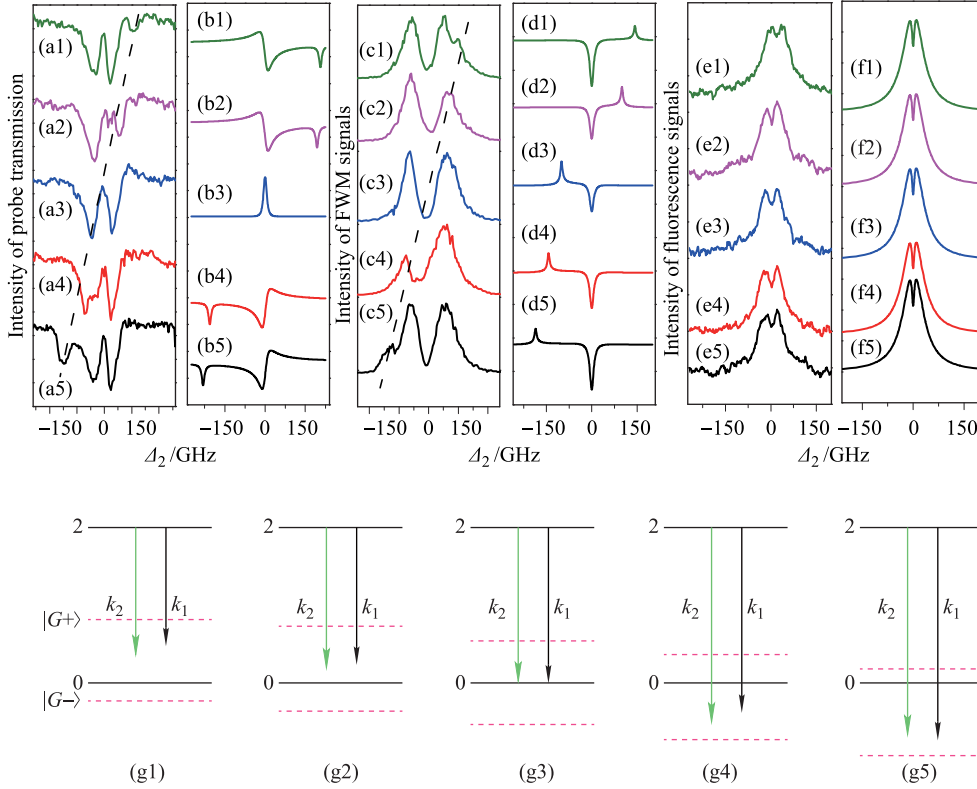 Intensity of probe transmission
(a1)
(a2)
(a3)
(a4)
(a5)
−150 0 150
Δ2 /GHz
(b1)
(b2)
(b3)
(b4)
(b5)
−150 0 150
Intensity of FWM signals
(c1)
(c2)
(c3)
(c4)
(c5)
−150 0 150
Δ2 /GHz
(d1)
(d2)
(d3)
(d4)
(d5)
−150 0 150
Intensity of fluorescence signals
(e1)
(e2)
(e3)
(e4)
(e5)
−150 0 150
Δ2 /GHz
(f1)
(f2)
(f3)
(f4)
(f5)
−150 0 150
2
k2 k1
|G+⟩
0
|G−⟩
(g1)
2
k2 k1
0
(g2)
2
k2 k1
0
(g3)
2
k2 k1
0
(g4)
2
k2 k1
0
(g5)